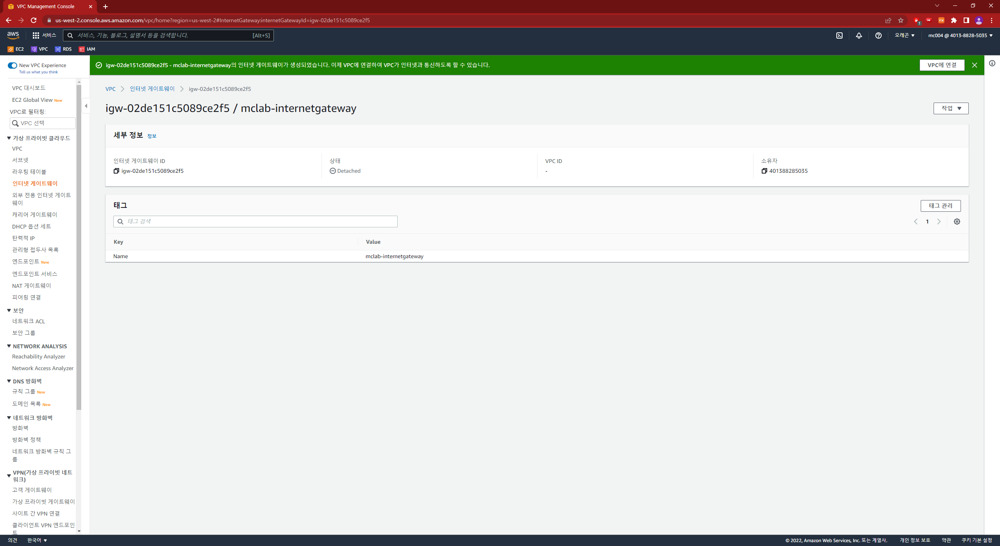 VPC Management Console
us-west-2.console.aws.amazon.com/vpc/home?region=us-west-2#InternetGateway:internetGatewayId=igw-02de151c5089ce2f5
1
aws 서비스 서비스, 기능, 블로그, 설명서 등을 검색합니다. [Alt+S] 오레곤 mc004 @ 4013-8828-5035
EC2 VPC RDS IAM
New VPC Experience
Tell us what you think
VPC 대시보드
EC2 Global View New
VPC로 필터링:
VPC 선택
가상 프라이빗 클라우드
VPC
서브넷
라우팅 테이블
인터넷 게이트웨이
외부 전용 인터넷 게이트
웨이
캐리어 게이트웨이
DHCP 옵션 세트
탄력적 IP
관리형 접두사 목록
엔드포인트 New
엔드포인트 서비스
NAT 게이트웨이
피어링 연결
보안
네트워크 ACL
보안 그룹
NETWORK ANALYSIS
Reachability Analyzer
Network Access Analyzer
DNS 방화벽
규칙 그룹 New
도메인 목록 New
네트워크 방화벽
방화벽
방화벽 정책
네트워크 방화벽 규칙 그
룹
VPN(가상 프라이빗 네트
워크)
고객 게이트웨이
가상 프라이빗 게이트웨이
사이트 간 VPN 연결
클라이언트 VPN 엔드포인
트
igw-02de151c5089ce2f5 - mclab-internetgateway의 인터넷 게이트웨이가 생성되었습니다. 이제 VPC에 연결하여 VPC가 인터넷과 통신하도록 할 수 있습니다.
VPC에 연결
VPC 인터넷 게이트웨이 igw-02de151c5089ce2f5
igw-02de151c5089ce2f5 / mclab-internetgateway
작업
세부 정보 정보
인터넷 게이트웨이 ID
igw-02de151c5089ce2f5
상태
Detached
VPC ID
-
소유자
401388285035
태그
태그 관리
태그 검색
1
Key Value
Name mclab-internetgateway
의견 한국어
© 2022, Amazon Web Services, Inc. 또는 계열사. 개인 정보 보호 약관 쿠키 기본 설정